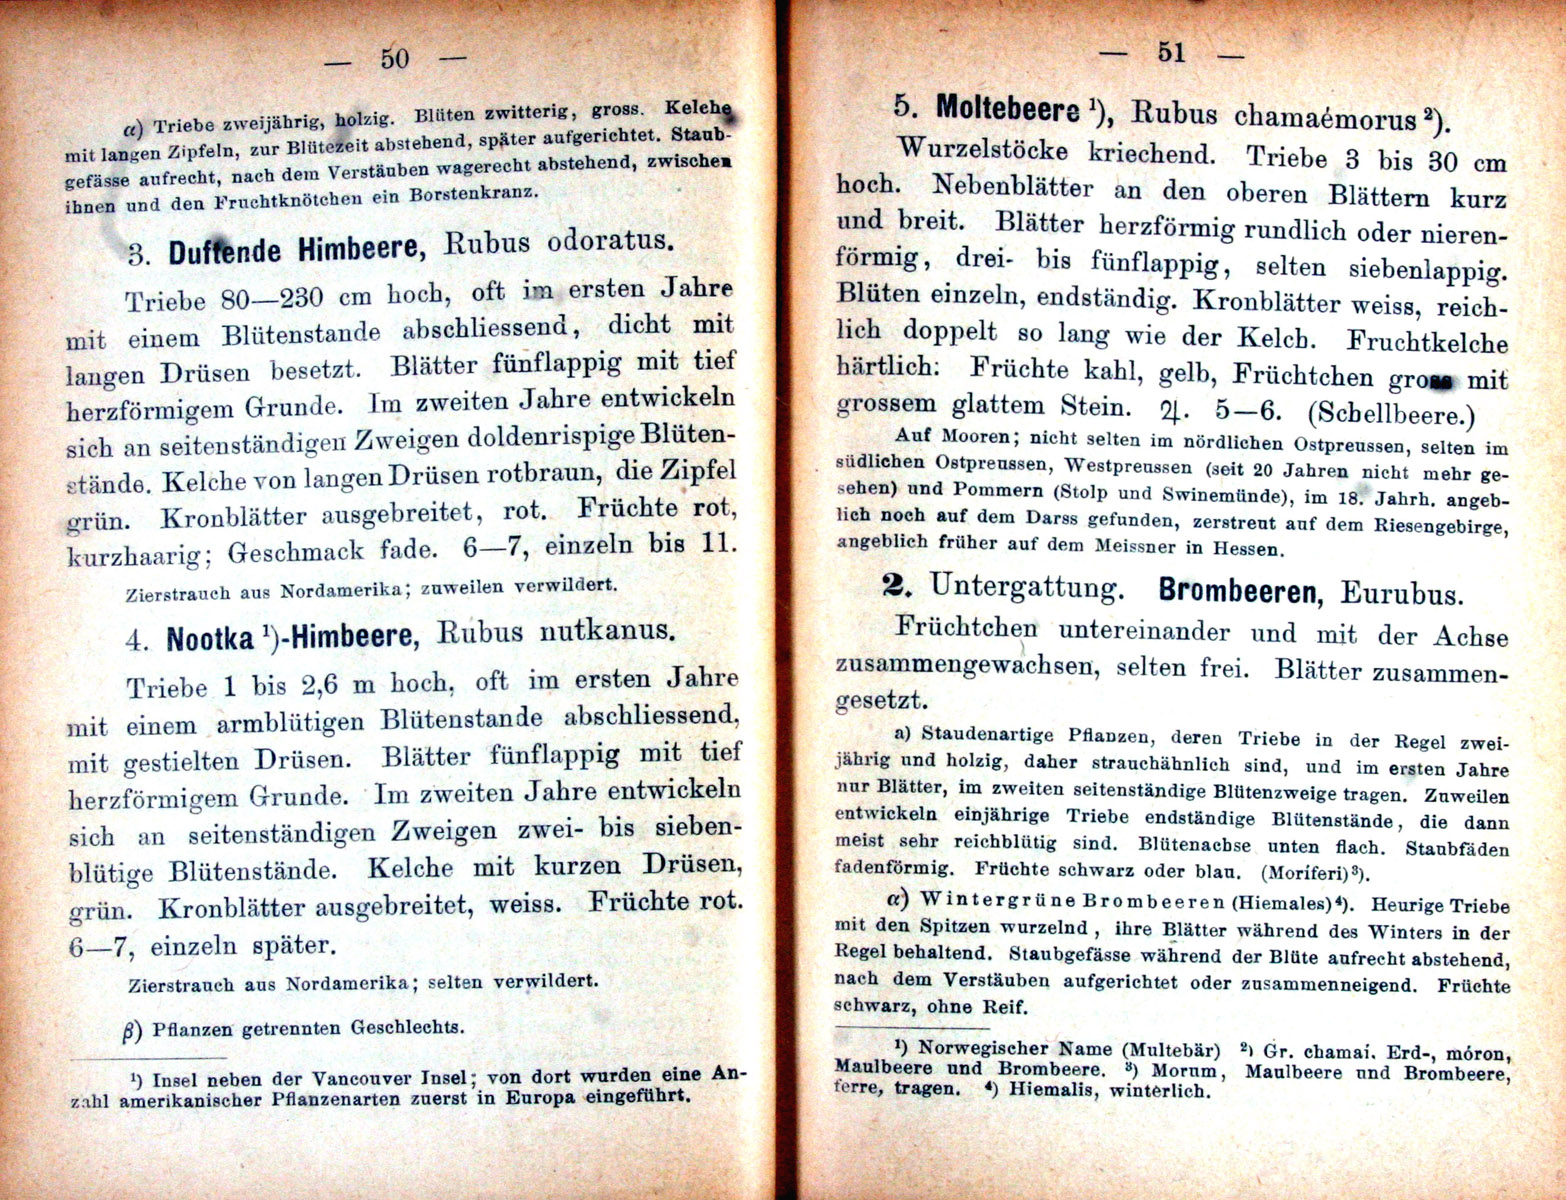 — 50 —
α) Triebe zweijährig, holzig. Blüten zwitterig, gross. Kelche
mit langen Zipfeln, zur Blütezeit abstehend, später aufgerichtet. Staub-
gefässe aufrecht, nach dem Verstäuben wagerecht abstehend, zwischen
ihnen und den Fruchtknötchen ein Borstenkranz.
3. Duftende Himbeere, Rubus odoratus.
Triebe 80—230 cm hoch, oft im ersten Jahre
mit einem Blütenstande abschliessend, dicht mit
langen Drüsen besetzt. Blätter fünflappig mit tief
herzförmigem Grunde. Im zweiten Jahre entwickeln
sich an seitenständigen Zweigen doldenrispige Blüten-
stände. Kelche von langen Drüsen rotbraun, die Zipfel
grün. Kronblätter ausgebreitet, rot. Früchte rot,
kurzhaarig; Geschmack fade. 6—7, einzeln bis 11.
Zierstrauch aus Nordamerika; zuweilen verwildert.
4. Nootka ¹)-Himbeere, Rubus nutkanus.
Triebe 1 bis 2,6 m hoch, oft im ersten Jahre
mit einem armblütigen Blütenstande abschliessend,
mit gestielten Drüsen. Blätter fünflappig mit tief
herzförmigem Grunde. Im zweiten Jahre entwickeln
sich an seitenständigen Zweigen zwei- bis sieben-
blütige Blütenstände. Kelche mit kurzen Drüsen,
grün. Kronblätter ausgebreitet, weiss. Früchte rot.
6—7, einzeln später.
Zierstrauch aus Nordamerika; selten verwildert.
β) Pflanzen getrennten Geschlechts.
¹) Insel neben der Vancouver Insel; von dort wurden eine An-
zahl amerikanischer Pflanzenarten zuerst in Europa eingeführt.
— 51 —
5. Moltebeere ¹), Rubus chamaémorus ²).
Wurzelstöcke kriechend. Triebe 3 bis 30 cm
hoch. Nebenblätter an den oberen Blättern kurz
und breit. Blätter herzförmig rundlich oder nieren-
förmig, drei- bis fünflappig, selten siebenlappig.
Blüten einzeln, endständig. Kronblätter weiss, reich-
lich doppelt so lang wie der Kelch. Fruchtkelche
härtlich: Früchte kahl, gelb, Früchtchen gross mit
grossem glattem Stein. ♃. 5—6. (Schellbeere.)
Auf Mooren; nicht selten im nördlichen Ostpreussen, selten im
südlichen Ostpreussen, Westpreussen (seit 20 Jahren nicht mehr ge-
sehen) und Pommern (Stolp und Swinemünde), im 18. Jahrh. angeb-
lich noch auf dem Darss gefunden, zerstreut auf dem Riesengebirge,
angeblich früher auf dem Meissner in Hessen.
2. Untergattung. Brombeeren, Eurubus.
Früchtchen untereinander und mit der Achse
zusammengewachsen, selten frei. Blätter zusammen-
gesetzt.
a) Staudenartige Pflanzen, deren Triebe in der Regel zwei-
jährig und holzig, daher strauchähnlich sind, und im ersten Jahre
nur Blätter, im zweiten seitenständige Blütenzweige tragen. Zuweilen
entwickeln einjährige Triebe endständige Blütenstände, die dann
meist sehr reichblütig sind. Blütenachse unten flach. Staubfäden
fadenförmig. Früchte schwarz oder blau. (Moríferi)³).
α) Wintergrüne Brombeeren (Hiemales)⁴). Heurige Triebe
mit den Spitzen wurzelnd, ihre Blätter während des Winters in der
Regel behaltend. Staubgefässe während der Blüte aufrecht abstehend,
nach dem Verstäuben aufgerichtet oder zusammenneigend. Früchte
schwarz, ohne Reif.
¹) Norwegischer Name (Multebär) ²) Gr. chamaí. Erd-, móron,
Maulbeere und Brombeere. ³) Morum, Maulbeere und Brombeere,
ferre, tragen. ⁴) Hiemalis, winterlich.